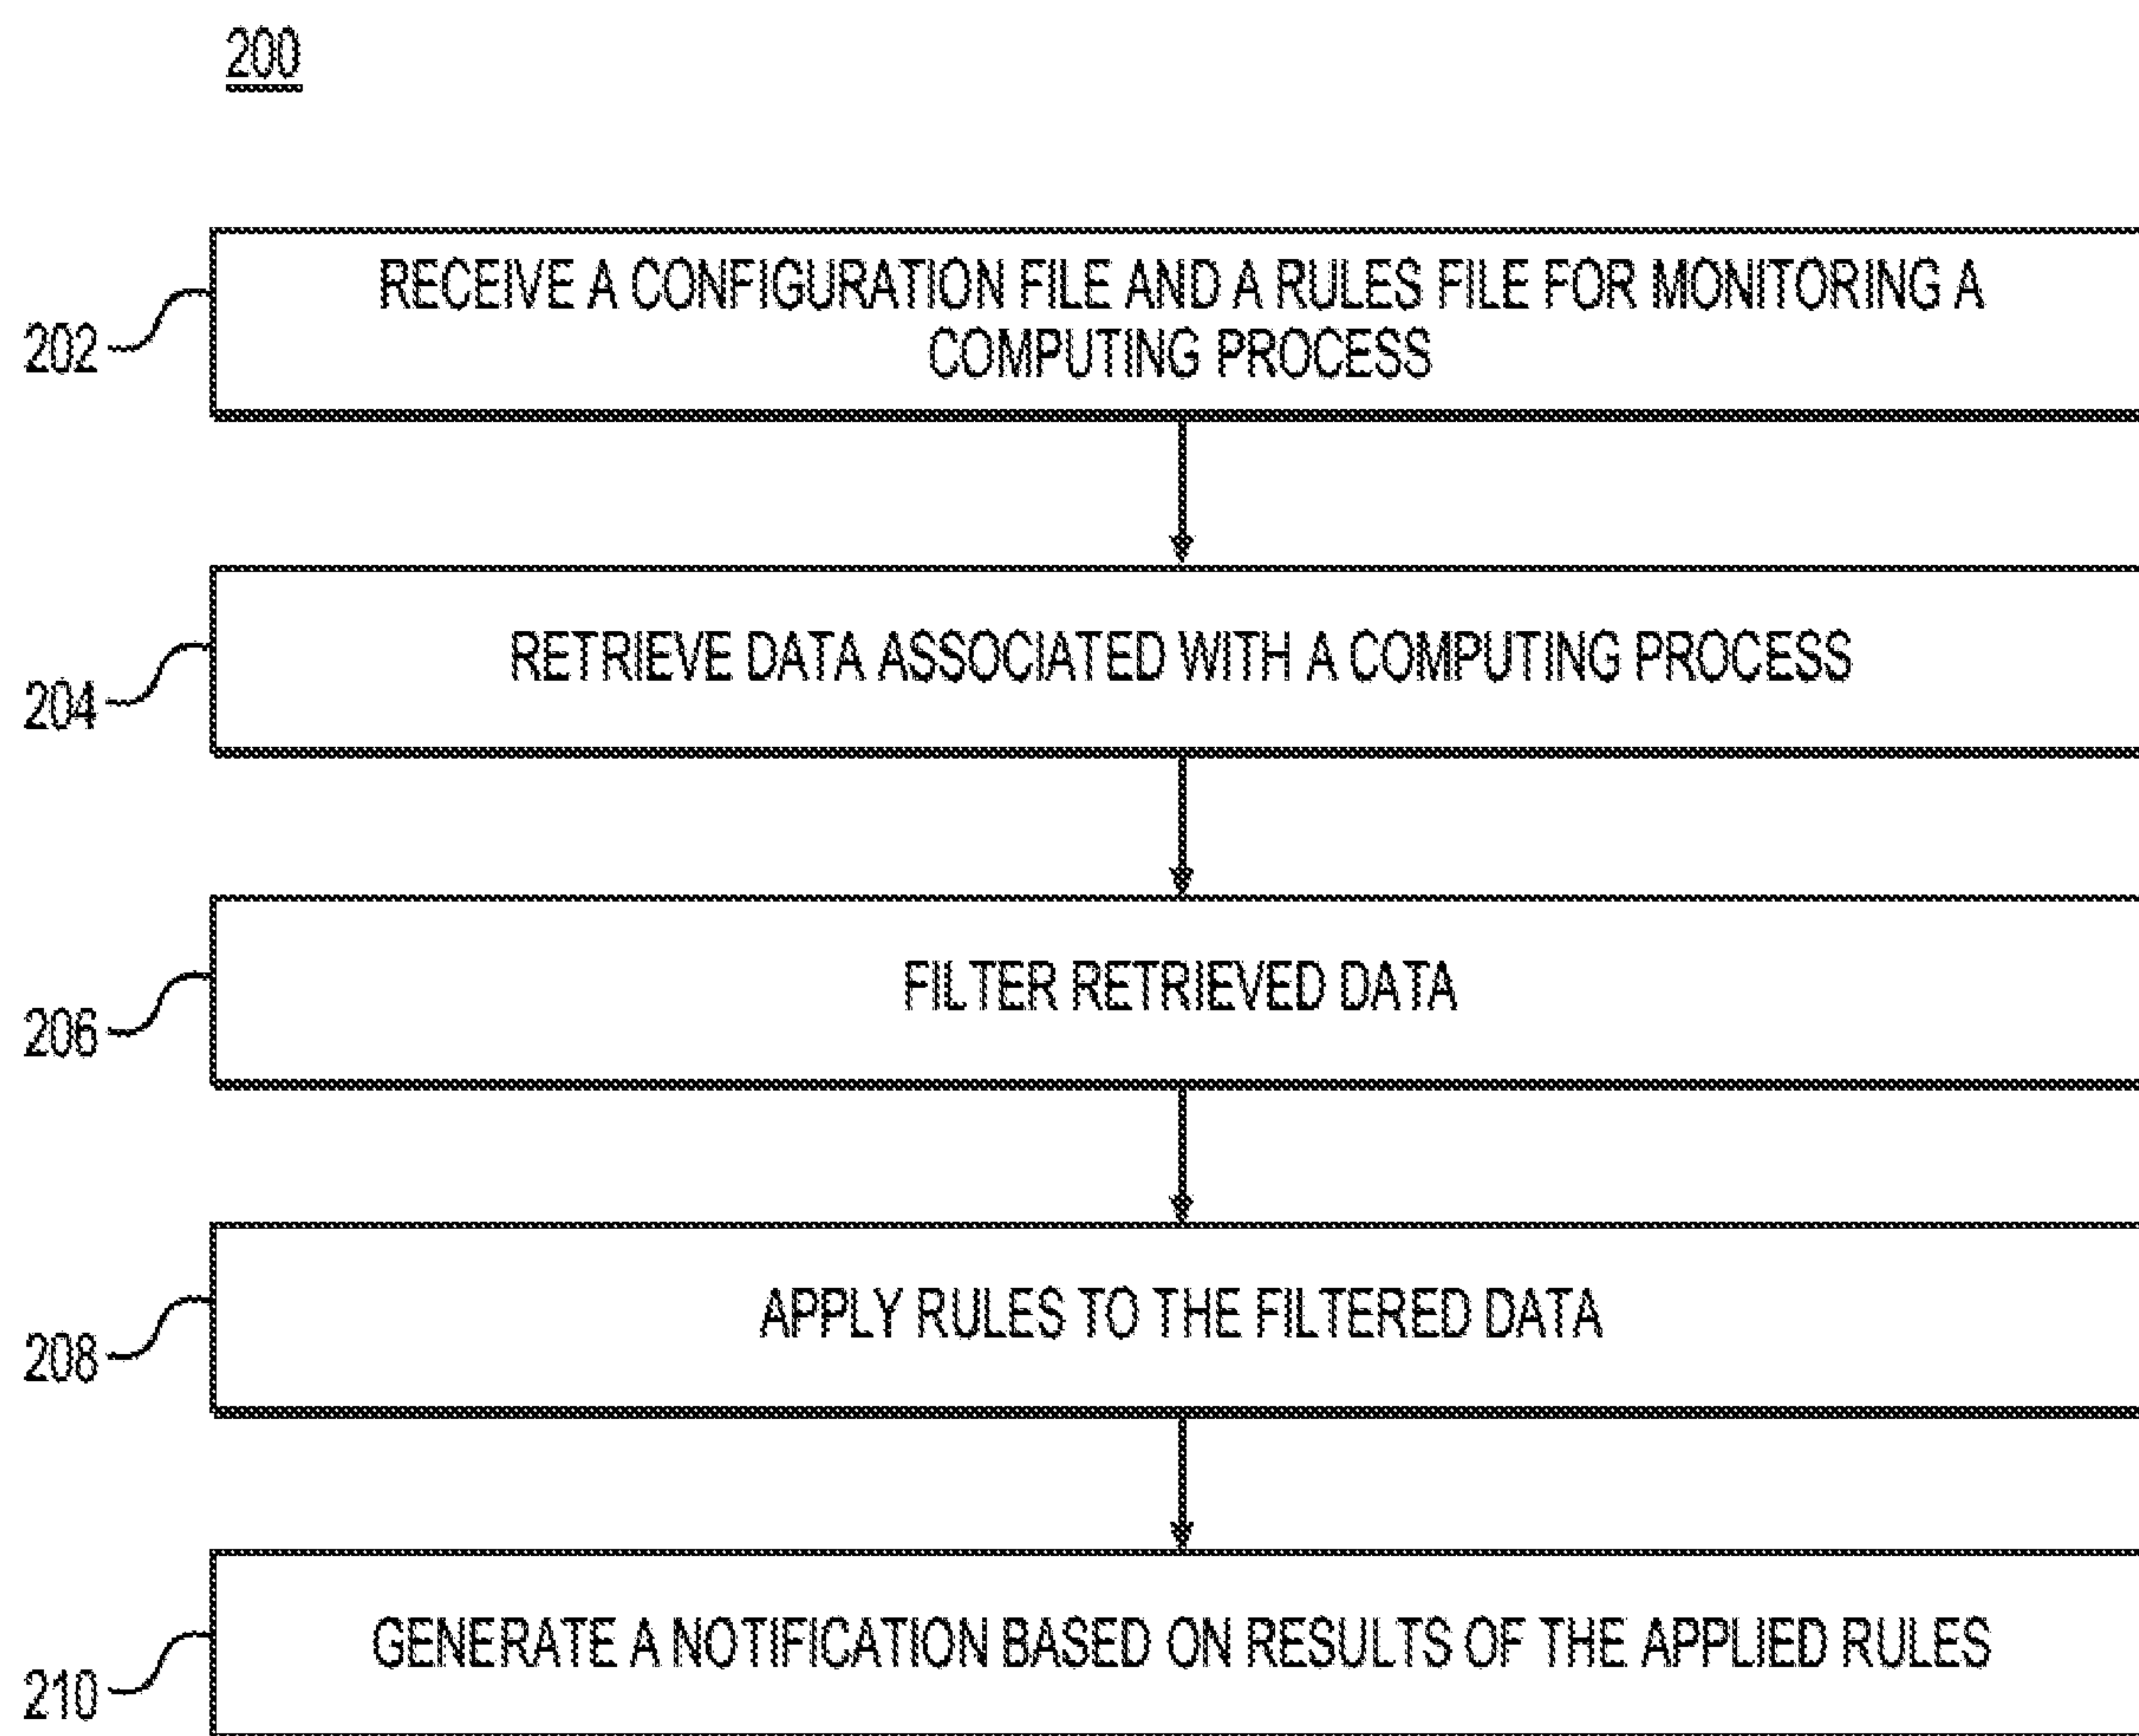 200
202
RECEIVE A CONFIGURATION FILE AND A RULES FILE FOR MONITORING A
COMPUTING PROCESS
204
RETRIEVE DATA ASSOCIATED WITH A COMPUTING PROCESS
206
FILTER RETRIEVED DATA
208
APPLY RULES TO THE FILTERED DATA
210
GENERATE A NOTIFICATION BASED ON RESULTS OF THE APPLIED RULES